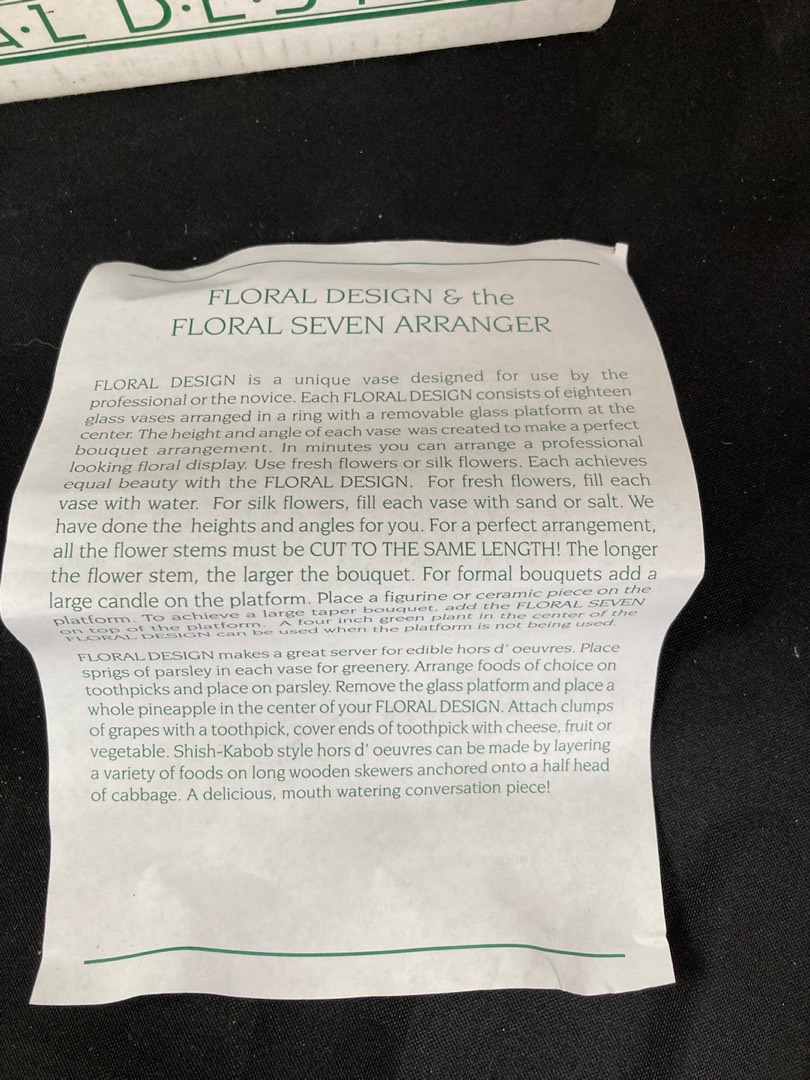 A·L D·E·S
FLORAL DESIGN & the
FLORAL SEVEN ARRANGER
FLORAL DESIGN is a unique vase designed for use by the
professional or the novice. Each FLORAL DESIGN consists of eighteen
glass vases arranged in a ring with a removable glass platform at the
center. The height and angle of each vase was created to make a perfect
bouquet arrangement. In minutes you can arrange a professional
looking floral display. Use fresh flowers or silk flowers. Each achieves
equal beauty with the FLORAL DESIGN. For fresh flowers, fill each
vase with water. For silk flowers, fill each vase with sand or salt. We
have done the heights and angles for you. For a perfect arrangement,
all the flower stems must be CUT TO THE SAME LENGTH! The longer
the flower stem, the larger the bouquet. For formal bouquets add a
large candle on the platform. Place a figurine or ceramic piece on the
platform. To achieve a large taper bouquet, add the FLORAL SEVEN
on top of the platform. A four inch green plant in the center of the
FLORAL DESIGN can be used when the platform is not being used.
FLORAL DESIGN makes a great server for edible hors d' oeuvres. Place
sprigs of parsley in each vase for greenery. Arrange foods of choice on
toothpicks and place on parsley. Remove the glass platform and place a
whole pineapple in the center of your FLORAL DESIGN. Attach clumps
of grapes with a toothpick, cover ends of toothpick with cheese, fruit or
vegetable. Shish-Kabob style hors d' oeuvres can be made by layering
a variety of foods on long wooden skewers anchored onto a half head
of cabbage. A delicious, mouth watering conversation piece!